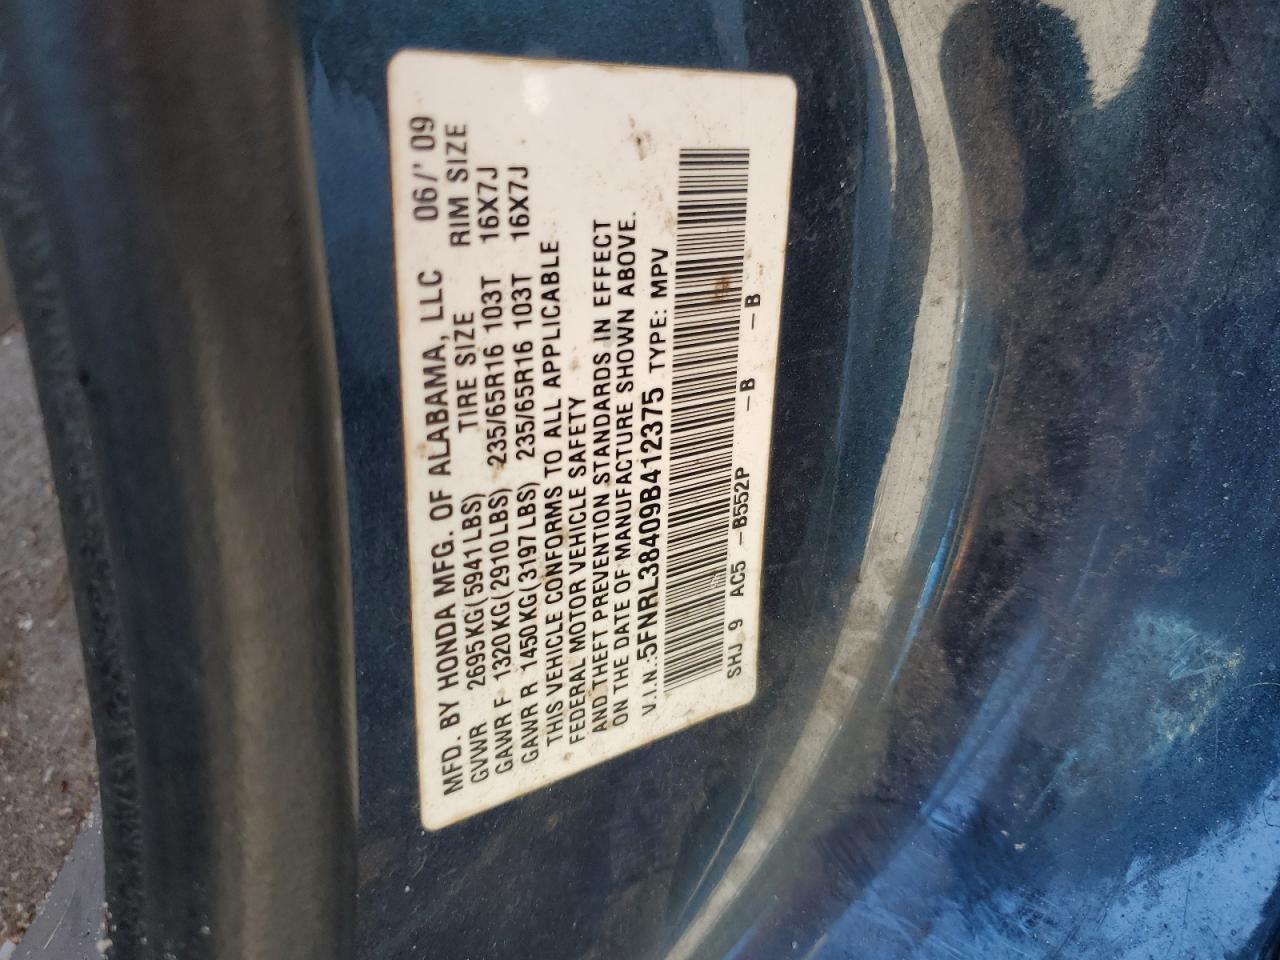 MFD. BY HONDA MFG. OF ALABAMA, LLC 06/' 09
GVWR 2695KG(5941LBS) TIRE SIZE RIM SIZE
GAWR F 1320KG(2910LBS) 235/65R16 103T 16X7J
GAWR R 1450KG(3197LBS) 235/65R16 103T 16X7J
THIS VEHICLE CONFORMS TO ALL APPLICABLE
FEDERAL MOTOR VEHICLE SAFETY
AND THEFT PREVENTION STANDARDS IN EFFECT
ON THE DATE OF MANUFACTURE SHOWN ABOVE.
V.I.N.:5FNRL38409B412375 TYPE: MPV
SHJ 9 AC5 -B552P -B -B